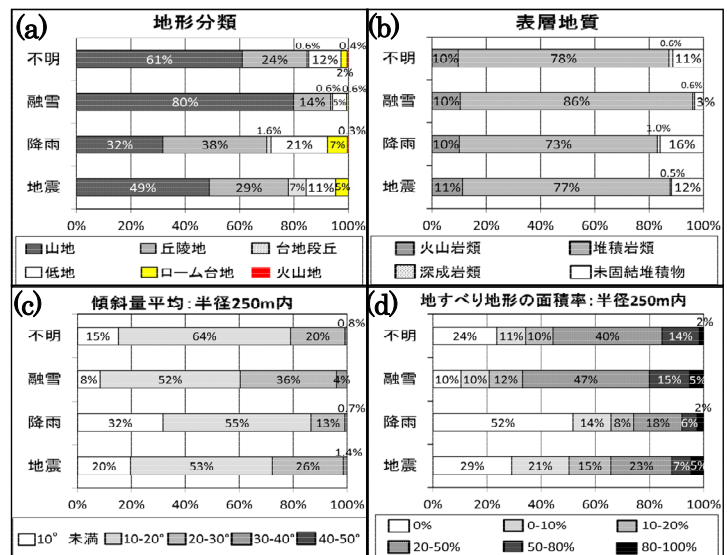 (a) 地形分類
不明 61% 24% 0.6% 12% 2% 0.4%
融雪 80% 14% 0.6% 5% 0.6%
降雨 32% 38% 1.6% 21% 7% 0.3%
地震 49% 29% 7% 11% 5%
0% 20% 40% 60% 80% 100%
山地 丘陵地 台地段丘
低地 ローム台地 火山地
(b) 表層地質
不明 10% 78% 0.6% 11%
融雪 10% 86% 0.6% 3%
降雨 10% 73% 1.0% 16%
地震 11% 77% 0.5% 12%
0% 20% 40% 60% 80% 100%
火山岩類 堆積岩類
深成岩類 未固結堆積物
(c) 傾斜量平均:半径250m内
不明 15% 64% 20% 0.8%
融雪 8% 52% 36% 4%
降雨 32% 55% 13% 0.7%
地震 20% 53% 26% 1.4%
0% 20% 40% 60% 80% 100%
10° 未満 10-20° 20-30° 30-40° 40-50°
(d) 地すべり地形の面積率:半径250m内
不明 24% 11% 10% 40% 14% 2%
融雪 10% 10% 12% 47% 15% 5%
降雨 52% 14% 8% 18% 6% 2%
地震 29% 21% 15% 23% 7% 5%
0% 20% 40% 60% 80% 100%
0% 0-10% 10-20%
20-50% 50-80% 80-100%